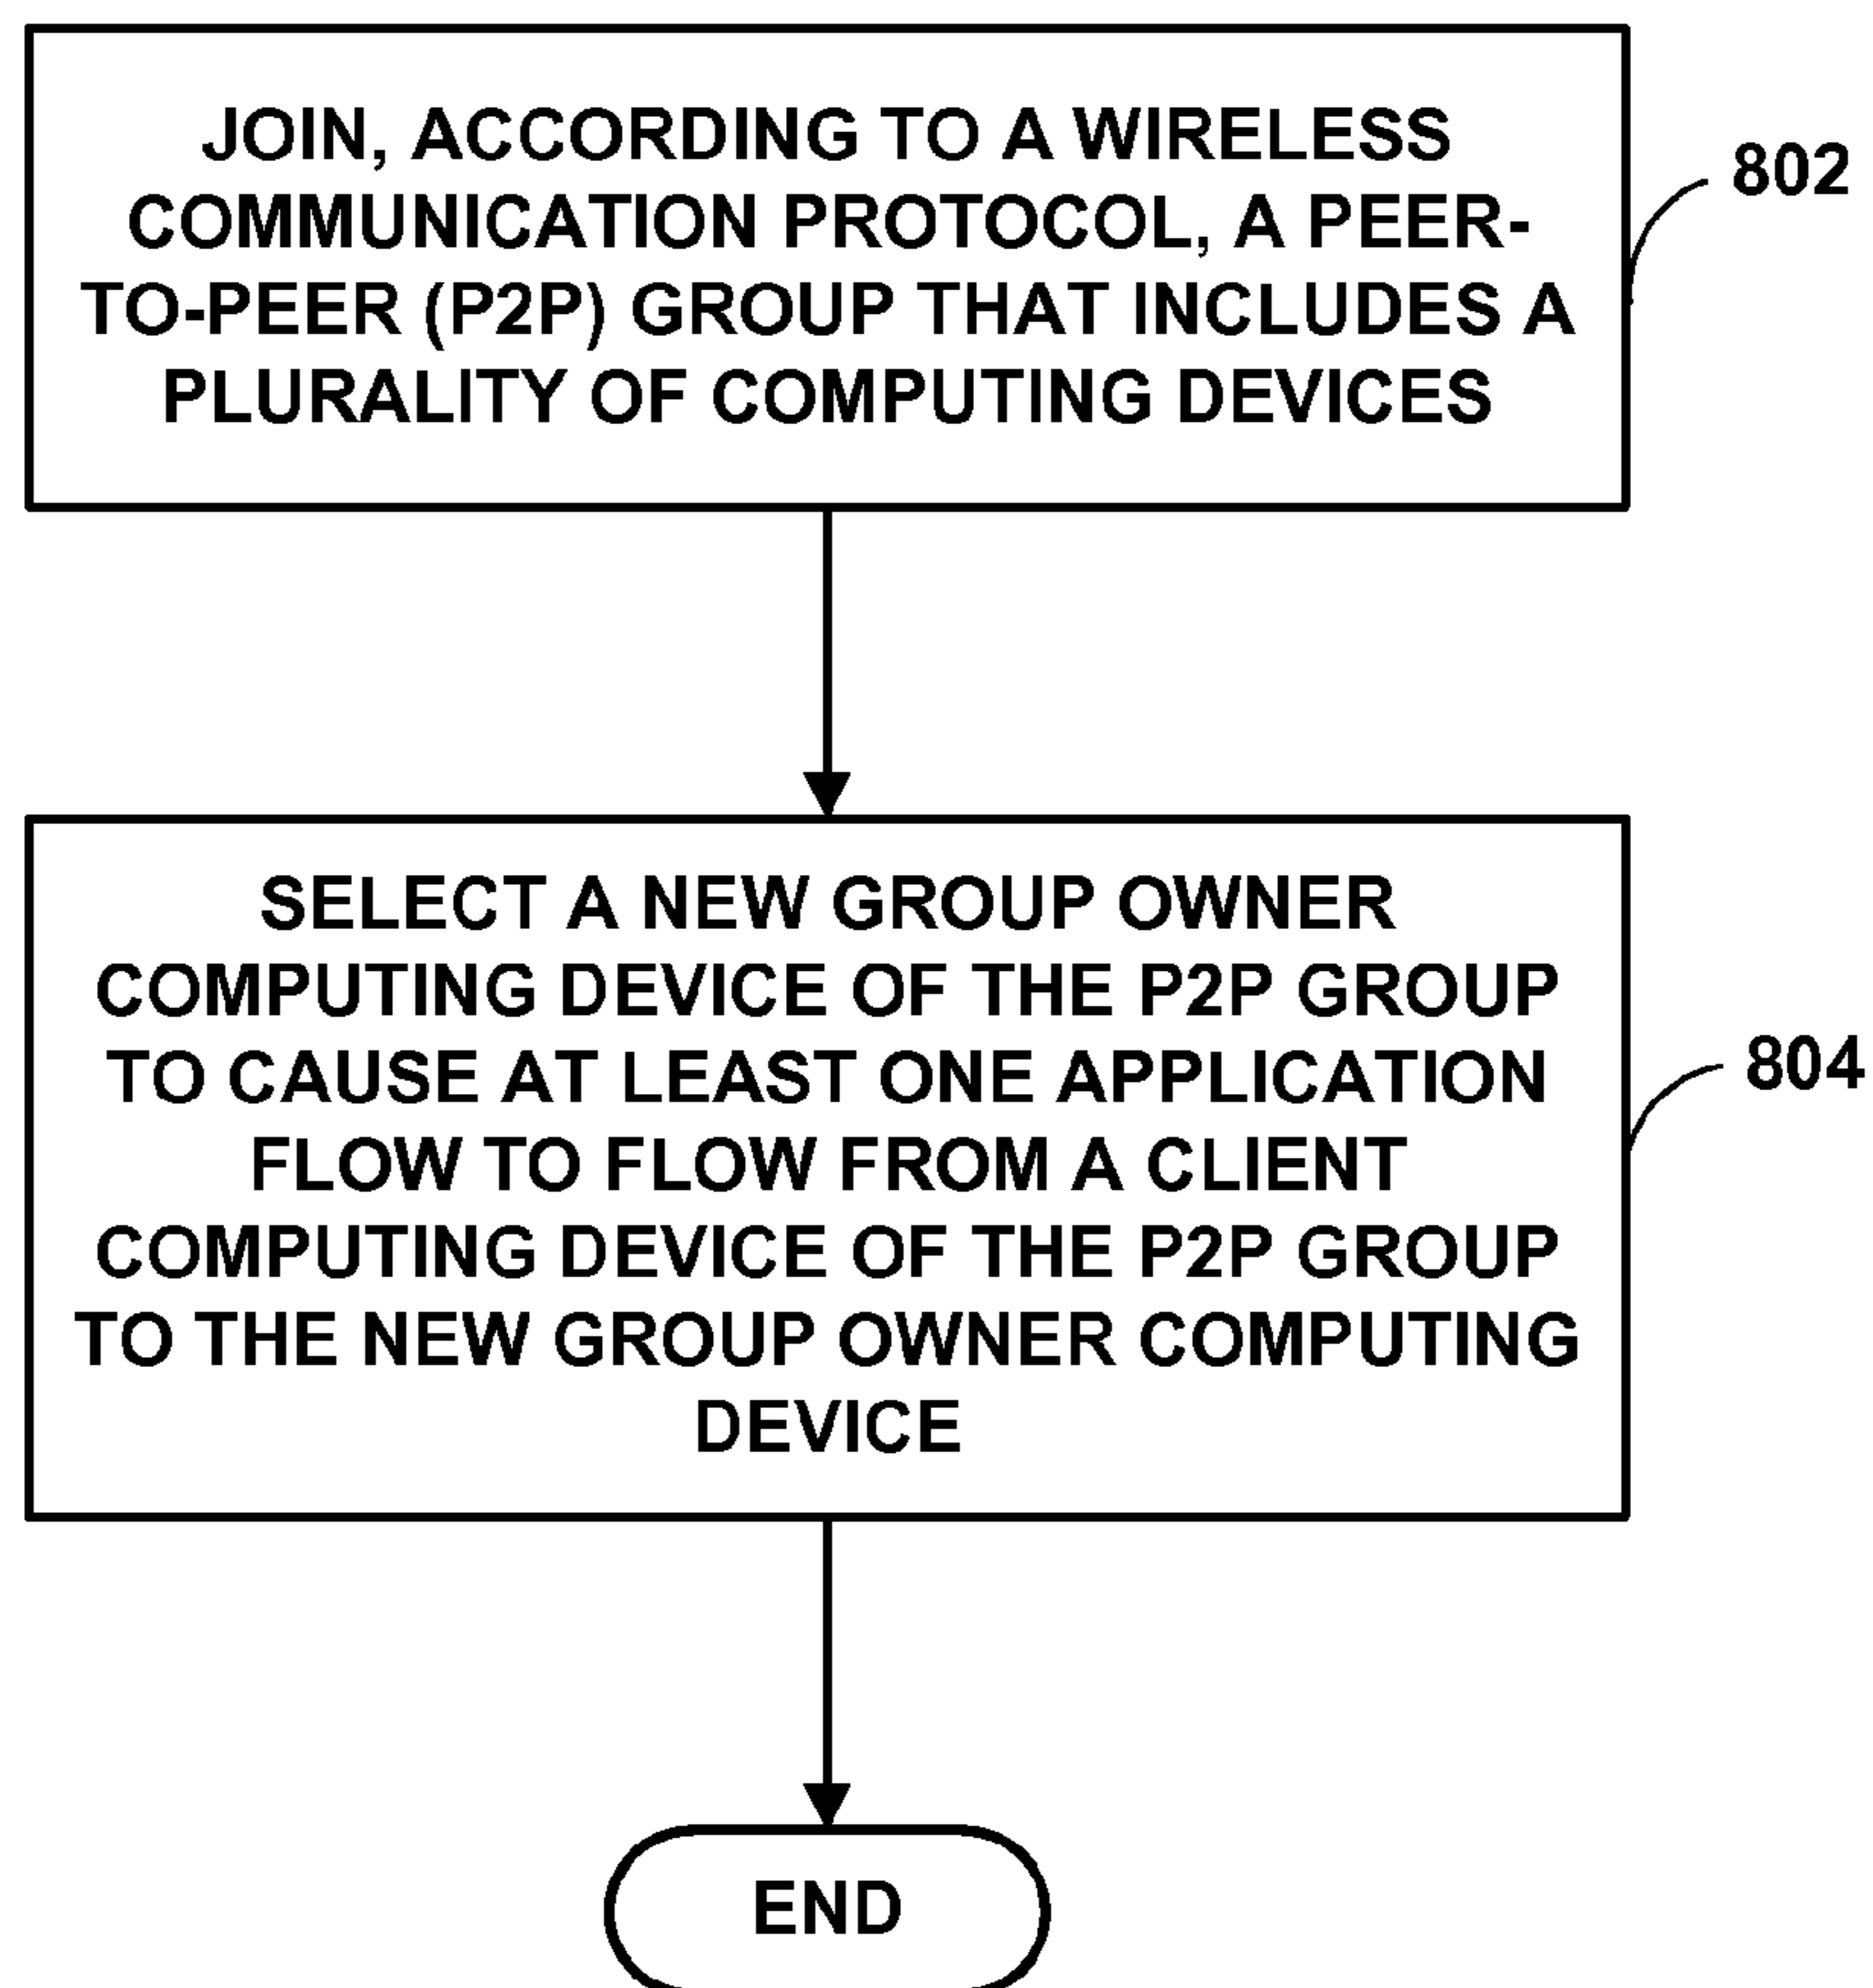 JOIN, ACCORDING TO A WIRELESS
COMMUNICATION PROTOCOL, A PEER-
TO-PEER (P2P) GROUP THAT INCLUDES A
PLURALITY OF COMPUTING DEVICES
802
SELECT A NEW GROUP OWNER
COMPUTING DEVICE OF THE P2P GROUP
TO CAUSE AT LEAST ONE APPLICATION
FLOW TO FLOW FROM A CLIENT
COMPUTING DEVICE OF THE P2P GROUP
TO THE NEW GROUP OWNER COMPUTING
DEVICE
804
END